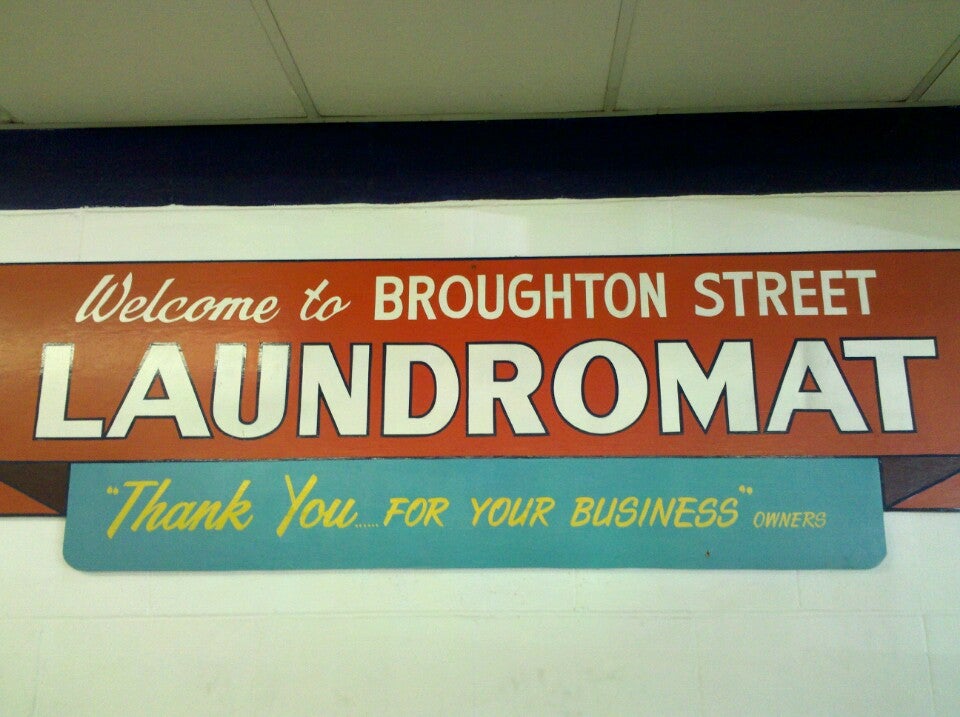 Welcome to BROUGHTON STREET
LAUNDROMAT
"Thank You......FOR YOUR BUSINESS" OWNERS